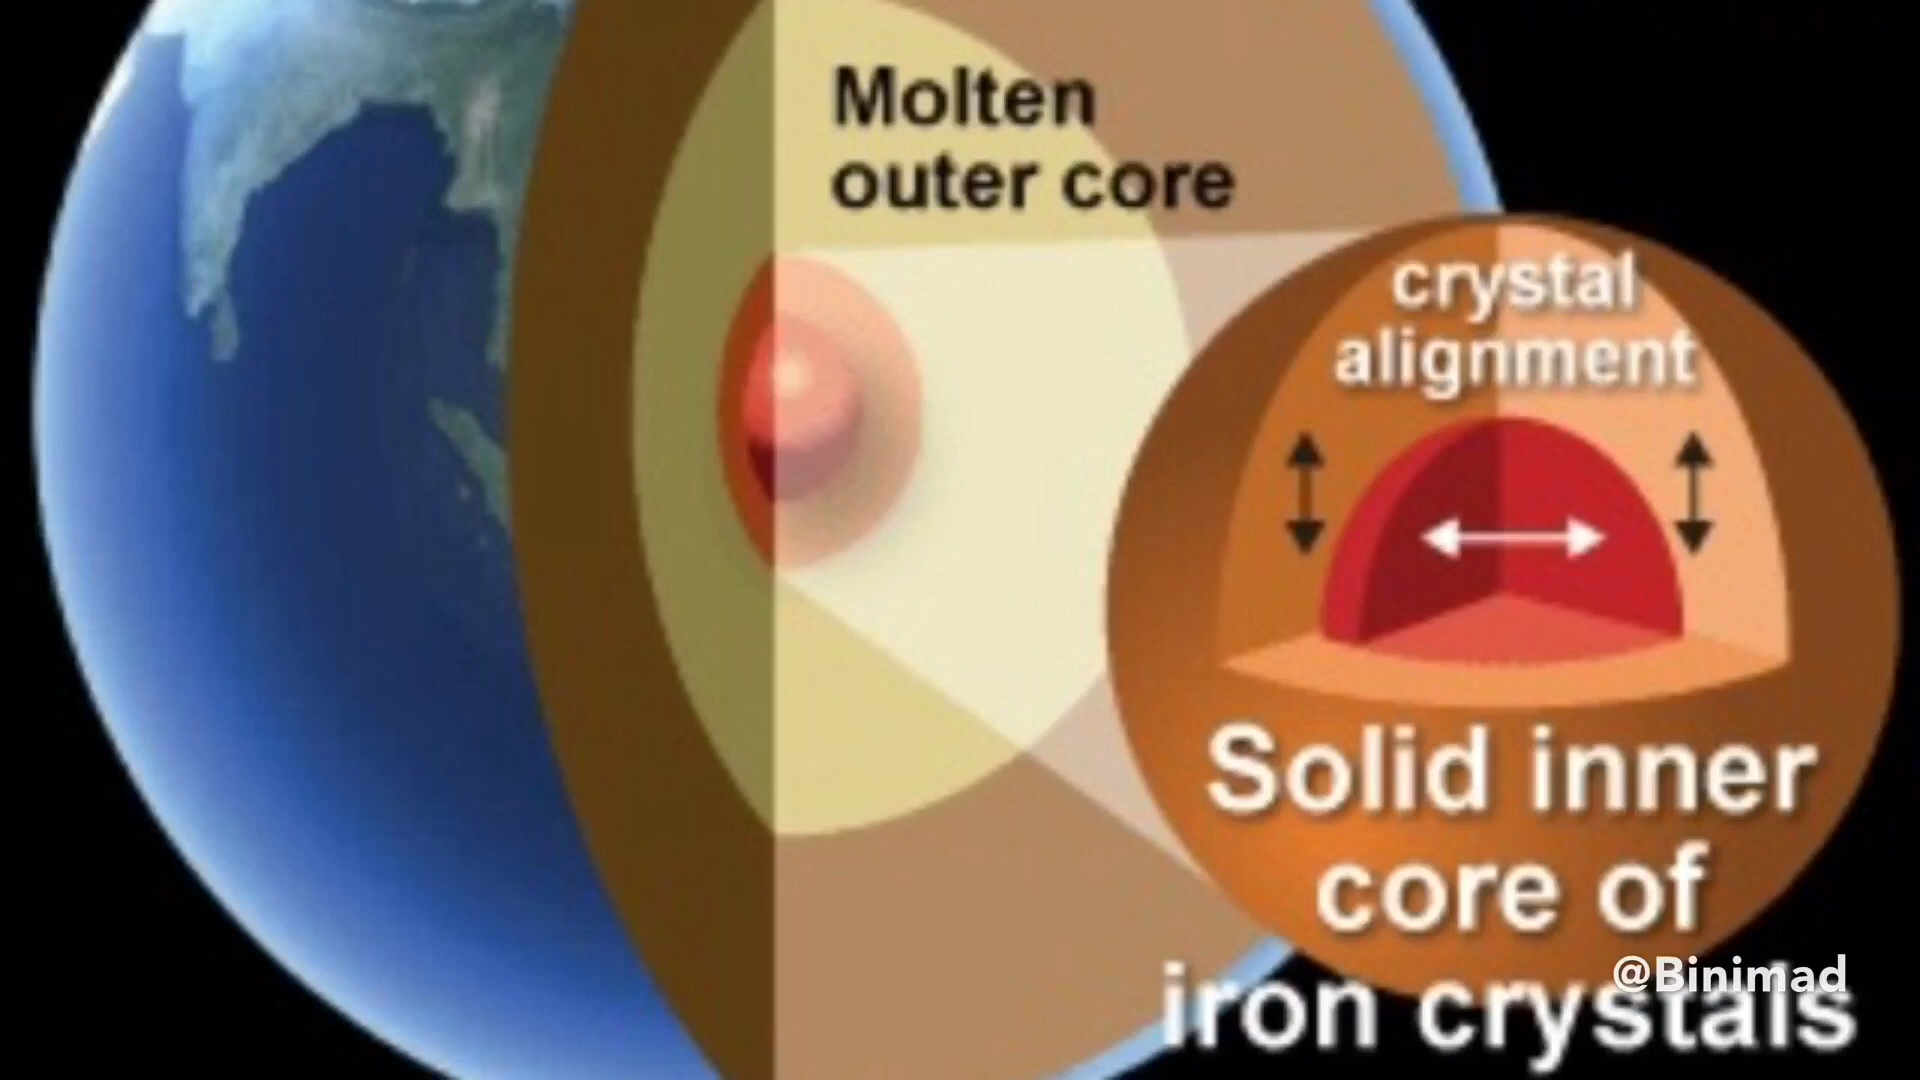 Molten
outer core
crystal
alignment
Solid inner
core of
iron crystals
@Binimad